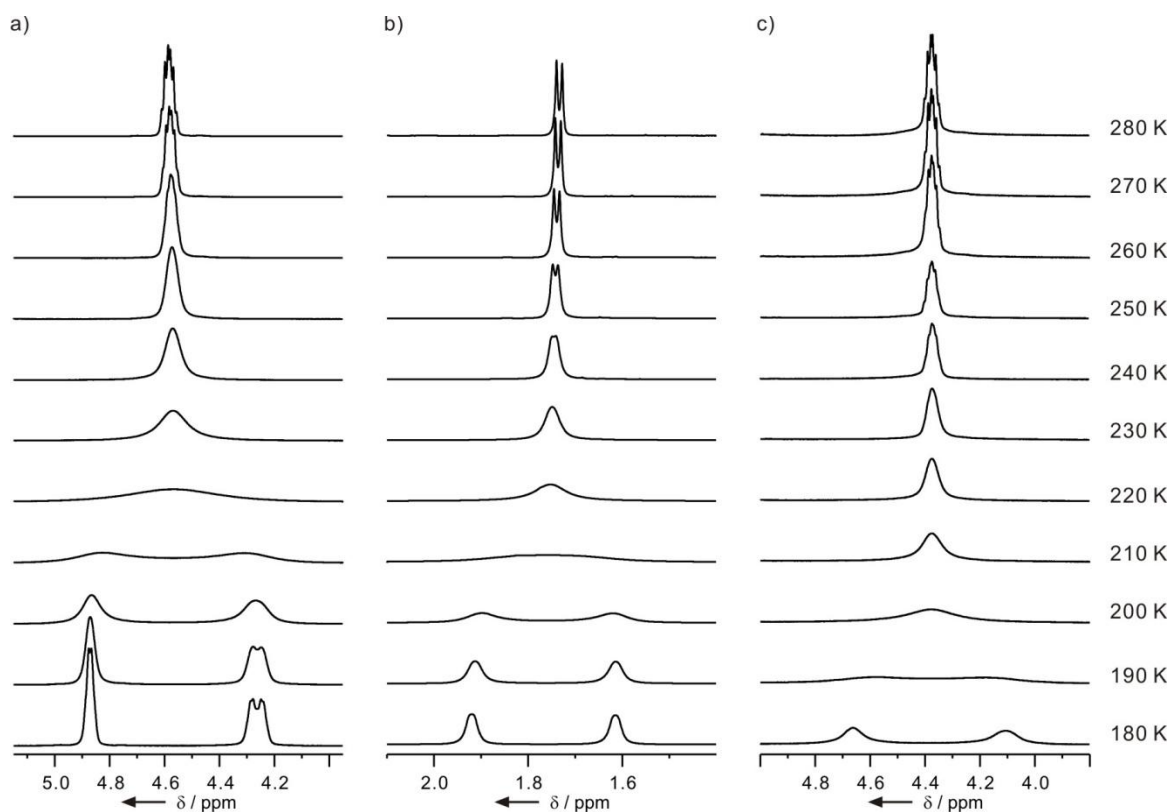 a) b) c)
280 K
270 K
260 K
250 K
240 K
230 K
220 K
210 K
200 K
190 K
180 K
5.0 4.8 4.6 4.4 4.2 2.0 1.8 1.6 4.8 4.6 4.4 4.2 4.0
δ / ppm δ / ppm δ / ppm